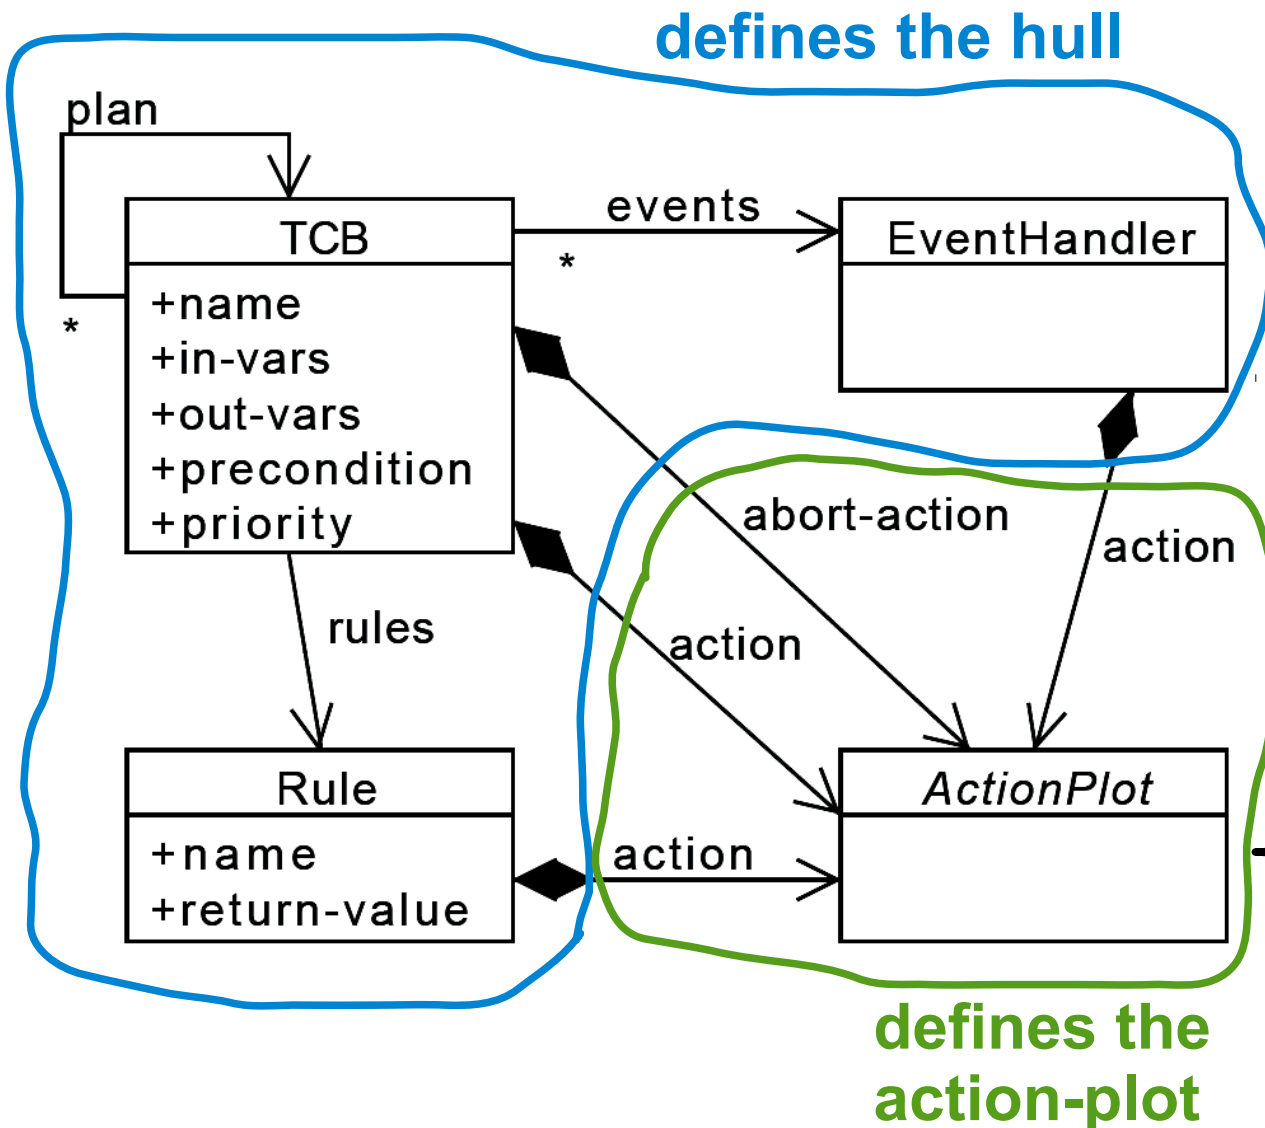 defines the hull
plan
events
TCB
EventHandler
*
*
+name
+in-vars
+out-vars
+precondition
+priority
abort-action
action
rules
action
Rule
ActionPlot
+name
action
+return-value
defines the
action-plot